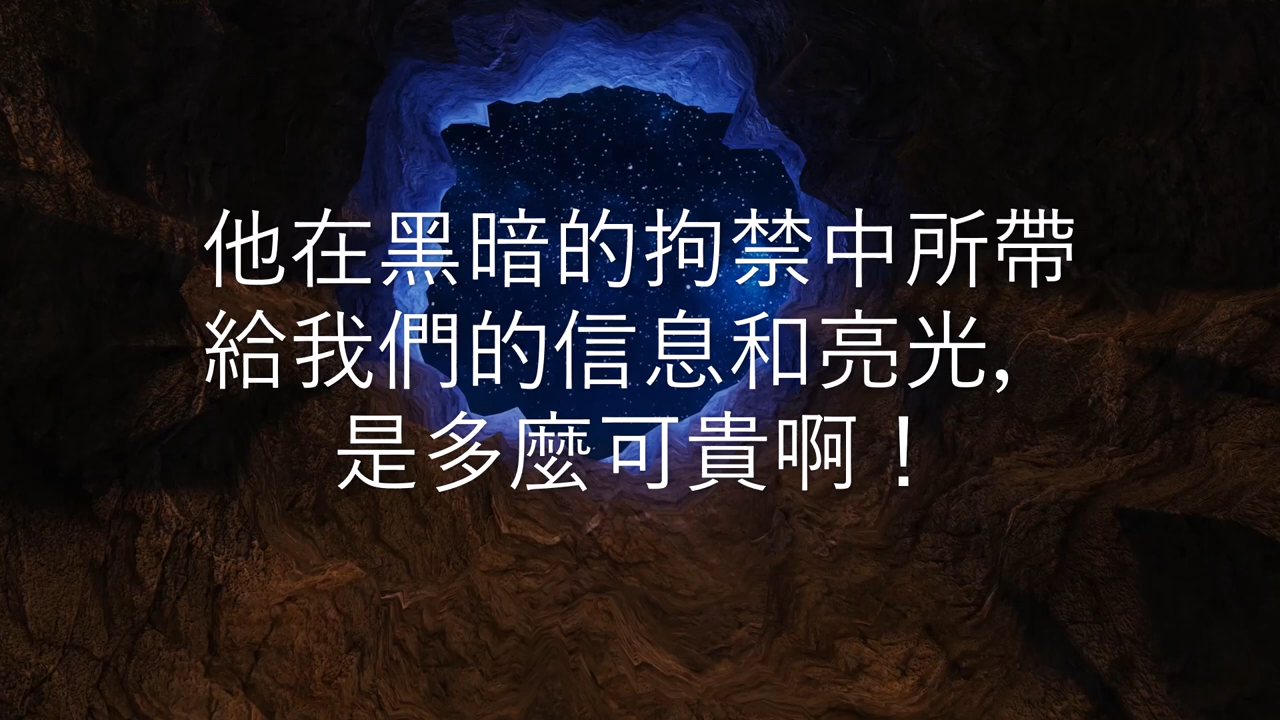 他在黑暗的拘禁中所帶
給我們的信息和亮光,
是多麼可貴啊！